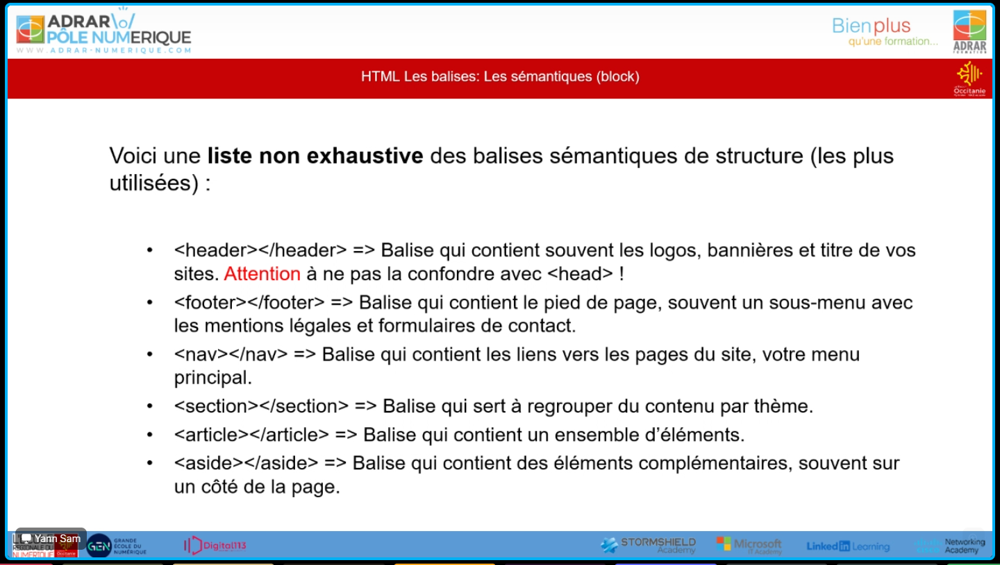 ADRAR
PÔLE NUMERIQUE
WWW.ADRAR-NUMERIQUE.COM
Bien plus
qu'une formation...
ADRAR
FORMATION
HTML Les balises: Les sémantiques (block)
Occitanie
Voici une liste non exhaustive des balises sémantiques de structure (les plus
utilisées) :
• <header></header> => Balise qui contient souvent les logos, bannières et titre de vos
sites. Attention à ne pas la confondre avec <head> !
• <footer></footer> => Balise qui contient le pied de page, souvent un sous-menu avec
les mentions légales et formulaires de contact.
• <nav></nav> => Balise qui contient les liens vers les pages du site, votre menu
principal.
• <section></section> => Balise qui sert à regrouper du contenu par thème.
• <article></article> => Balise qui contient un ensemble d’éléments.
• <aside></aside> => Balise qui contient des éléments complémentaires, souvent sur
un côté de la page.
Yann Sam
RÉGIONALE DU
NUMÉRIQUE
Occitanie
GEN
GRANDE
ÉCOLE DU
NUMÉRIQUE
Digital113
STORMSHIELD
Academy
Microsoft
IT Academy
LinkedIn Learning
Networking
Academy